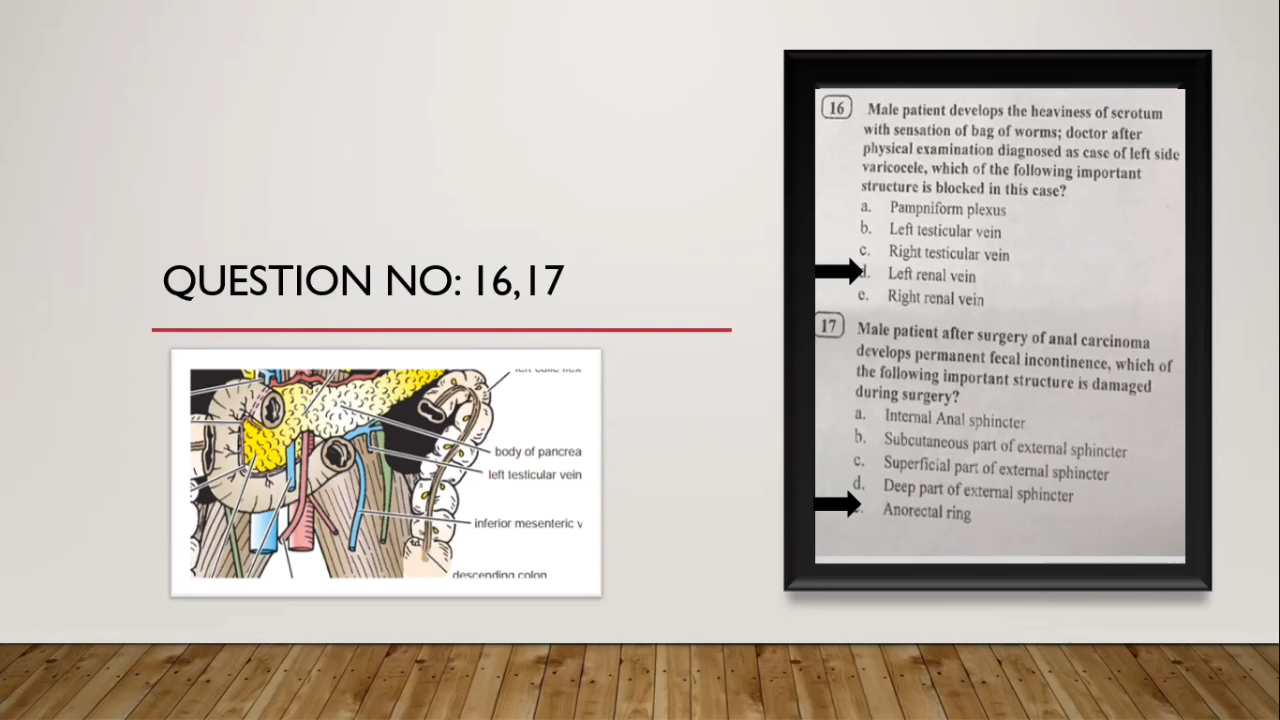 QUESTION NO: 16,17
body of pancrea
left testicular vein
inferior mesenteric v
descending colon
16 Male patient develops the heaviness of scrotum
with sensation of bag of worms; doctor after
physical examination diagnosed as case of left side
varicocele, which of the following important
structure is blocked in this case?
a. Pampniform plexus
b. Left testicular vein
c. Right testicular vein
d. Left renal vein
e. Right renal vein
17 Male patient after surgery of anal carcinoma
develops permanent fecal incontinence, which of
the following important structure is damaged
during surgery?
a. Internal Anal sphincter
b. Subcutaneous part of external sphincter
c. Superficial part of external sphincter
d. Deep part of external sphincter
Anorectal ring